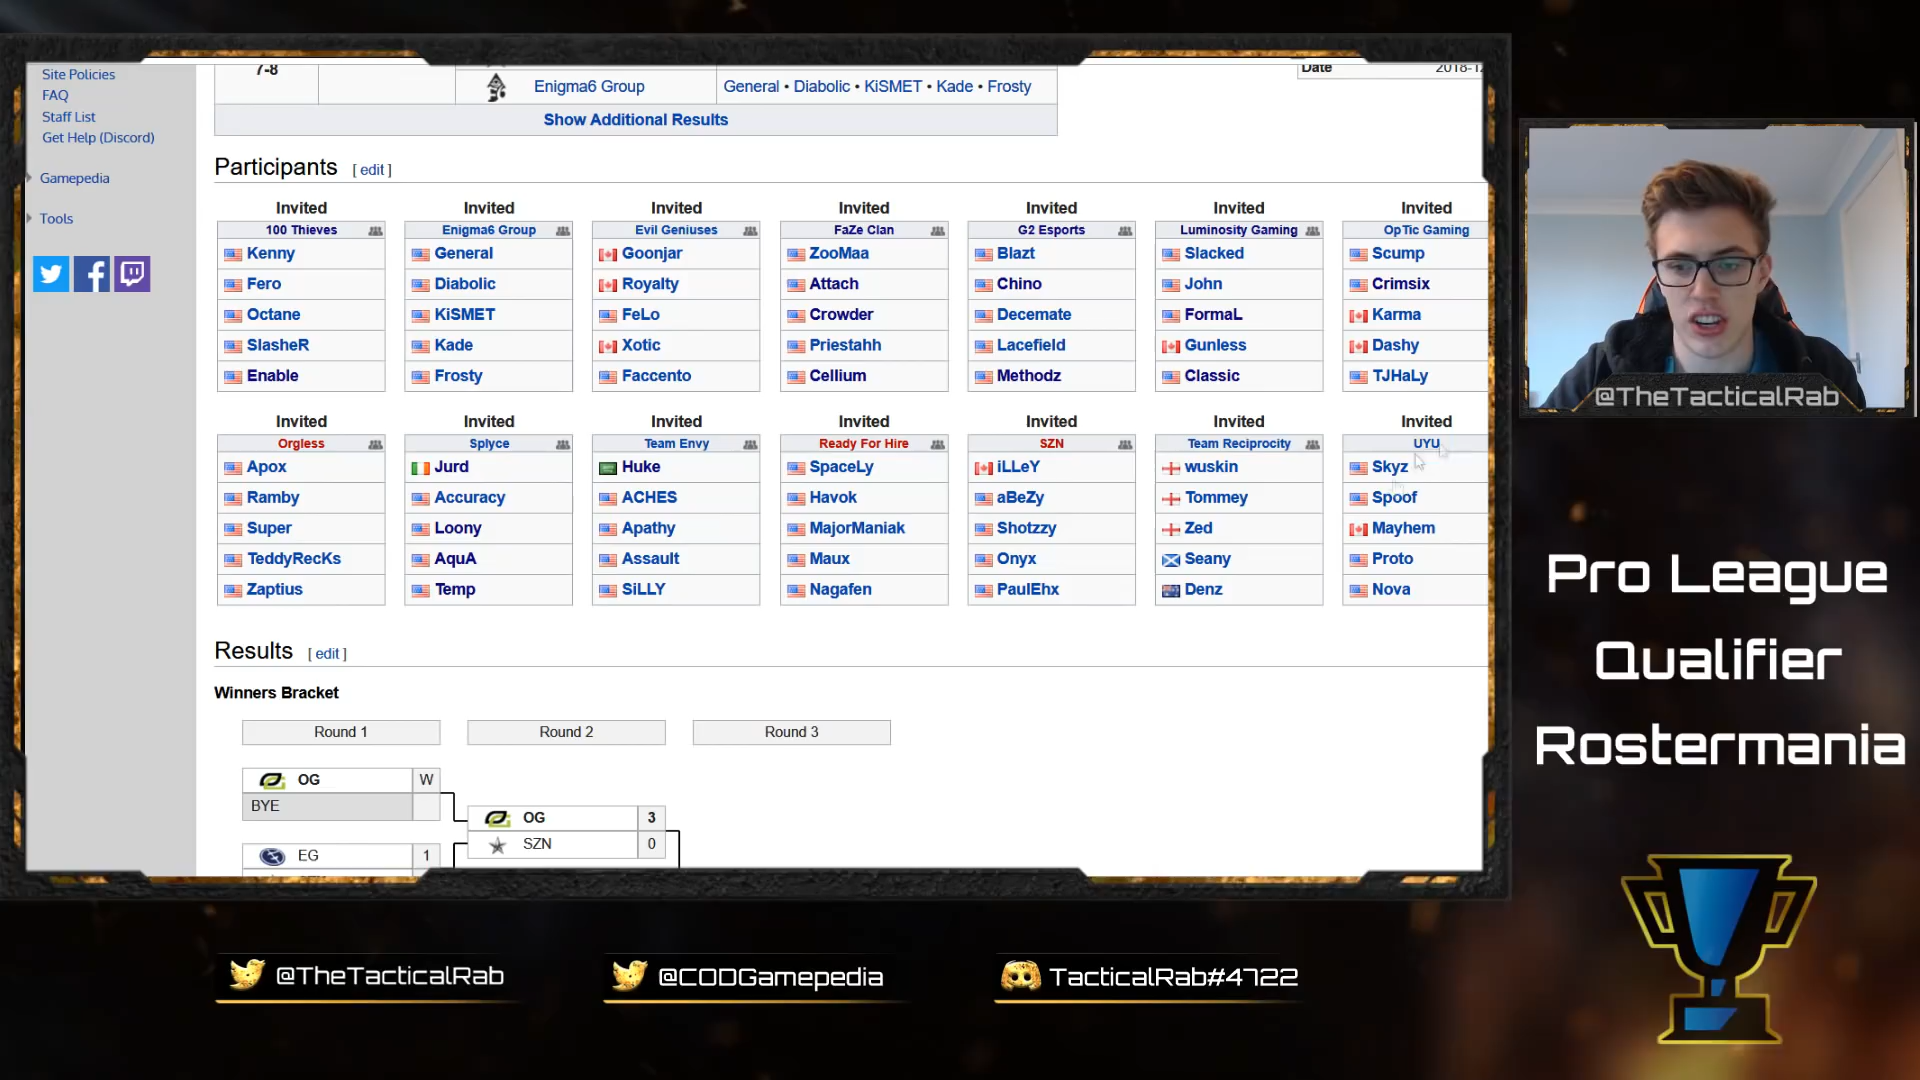 Site Policies
FAQ
Staff List
Get Help (Discord)
Gamepedia
Tools
7-8
Enigma6 Group
General • Diabolic • KiSMET • Kade • Frosty
Show Additional Results
Date
Participants [ edit ]
Invited Invited Invited Invited Invited Invited Invited
100 Thieves Enigma6 Group Evil Geniuses FaZe Clan G2 Esports Luminosity Gaming OpTic Gaming
Kenny General Goonjar ZooMaa Blazt Slacked Scump
Fero Diabolic Royalty Attach Chino John Crimsix
Octane KiSMET FeLo Crowder Decemate FormaL Karma
SlasheR Kade Xotic Priestahh Lacefield Gunless Dashy
Enable Frosty Faccento Cellium Methodz Classic TJHaLy
Invited Invited Invited Invited Invited Invited Invited
Orgless Splyce Team Envy Ready For Hire SZN Team Reciprocity UYU
Apox Jurd Huke SpaceLy iLLeY wuskin Skyz
Ramby Accuracy ACHES Havok aBeZy Tommey Spoof
Super Loony Apathy MajorManiak Shotzzy Zed Mayhem
TeddyRecKs AquA Assault Maux Onyx Seany Proto
Zaptius Temp SiLLY Nagafen PaulEhx Denz Nova
Results [ edit ]
Winners Bracket
Round 1 Round 2 Round 3
OG W
BYE
OG 3
SZN 0
EG 1
@TheTacticalRab
Pro League
Qualifier
Rostermania
@TheTacticalRab
@CODGamepedia
TacticalRab#4722